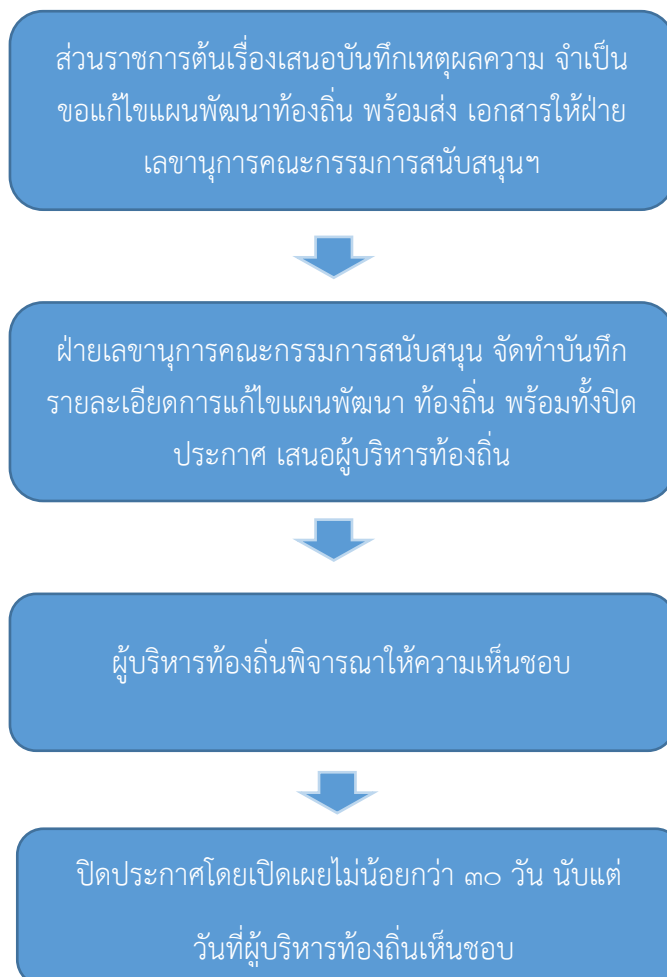 ส่วนราชการต้นเรื่องเสนอบันทึกเหตุผลความ จำเป็น
ขอแก้ไขแผนพัฒนาท้องถิ่น พร้อมส่ง เอกสารให้ฝ่าย
เลขานุการคณะกรรมการสนับสนุนฯ
ฝ่ายเลขานุการคณะกรรมการสนับสนุน จัดทำบันทึก
รายละเอียดการแก้ไขแผนพัฒนา ท้องถิ่น พร้อมทั้งปิด
ประกาศ เสนอผู้บริหารท้องถิ่น
ผู้บริหารท้องถิ่นพิจารณาให้ความเห็นชอบ
ปิดประกาศโดยเปิดเผยไม่น้อยกว่า ๓๐ วัน นับแต่
วันที่ผู้บริหารท้องถิ่นเห็นชอบ